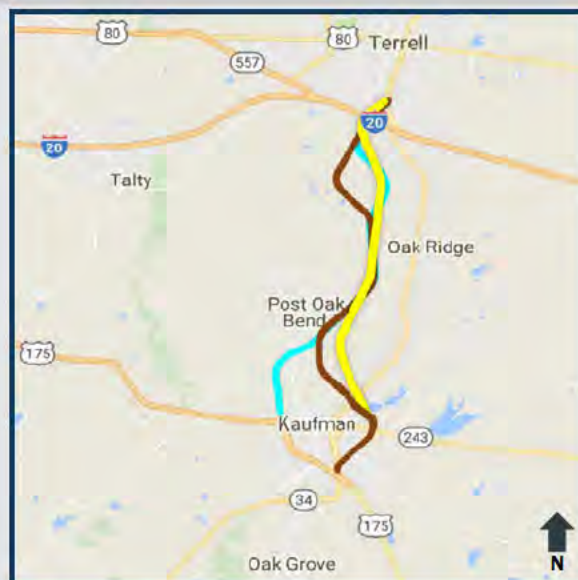 80
80
Terrell
557
20
20
Talty
Oak Ridge
Post Oak
Bend
175
Kaufman
243
34
175
Oak Grove
N